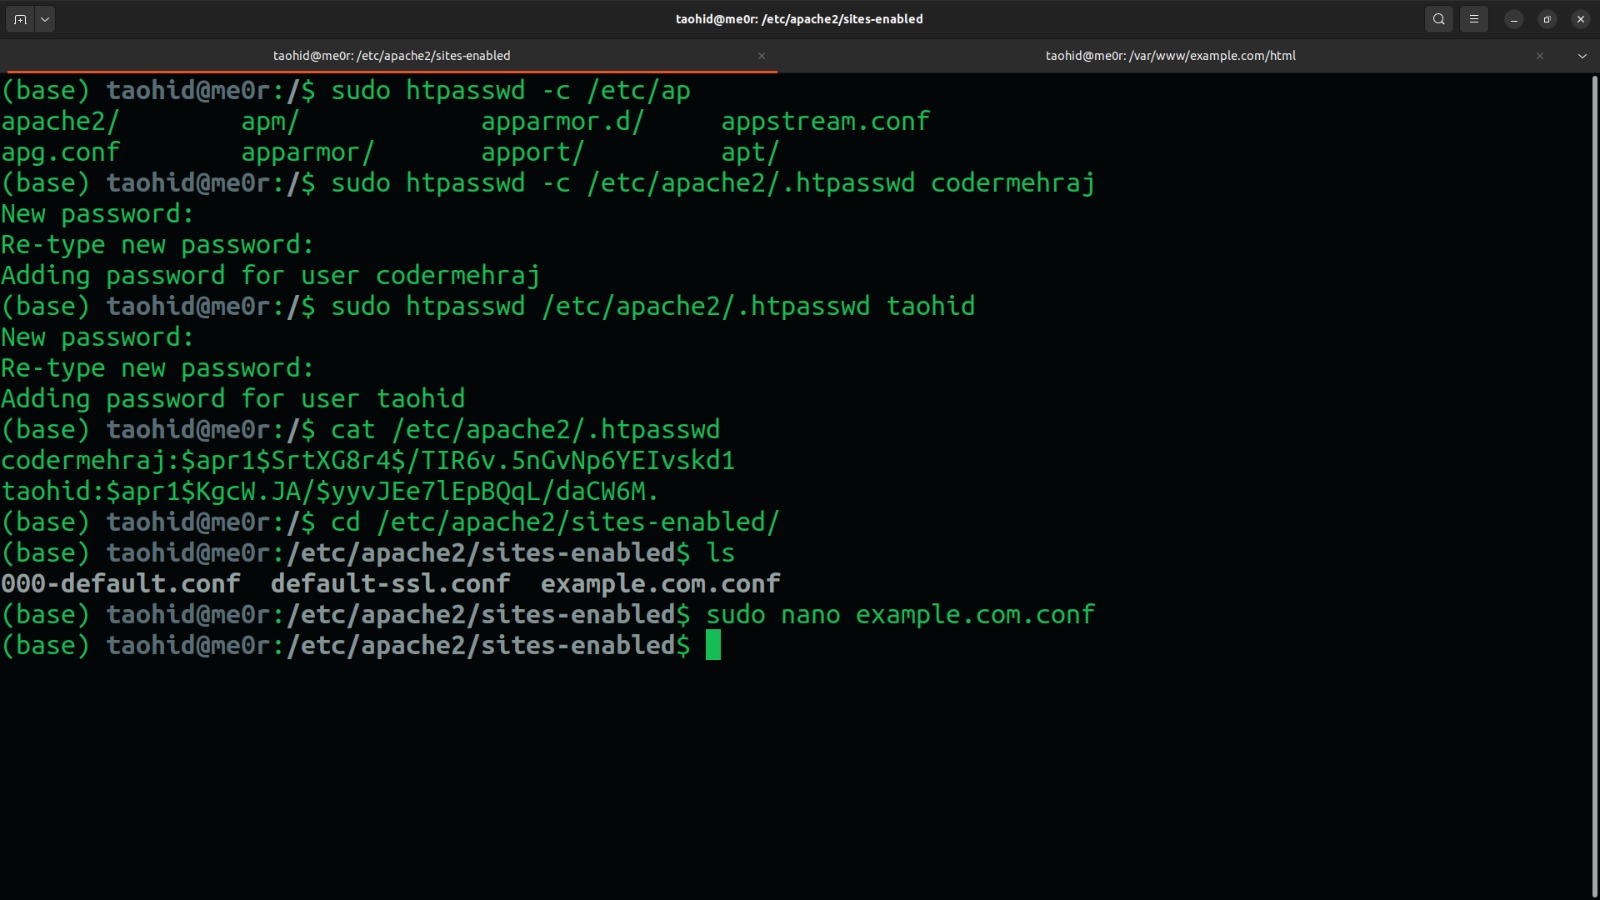 taohid@me0r: /etc/apache2/sites-enabled
taohid@me0r: /etc/apache2/sites-enabled
taohid@me0r: /var/www/example.com/html
(base) taohid@me0r:/$ sudo htpasswd -c /etc/ap
apache2/        apm/            apparmor.d/     appstream.conf
apg.conf        apparmor/       apport/         apt/
(base) taohid@me0r:/$ sudo htpasswd -c /etc/apache2/.htpasswd codermehraj
New password:
Re-type new password:
Adding password for user codermehraj
(base) taohid@me0r:/$ sudo htpasswd /etc/apache2/.htpasswd taohid
New password:
Re-type new password:
Adding password for user taohid
(base) taohid@me0r:/$ cat /etc/apache2/.htpasswd
codermehraj:$apr1$SrtXG8r4$/TIR6v.5nGvNp6YEIvskd1
taohid:$apr1$KgcW.JA/$yyvJEe7lEpBQqL/daCW6M.
(base) taohid@me0r:/$ cd /etc/apache2/sites-enabled/
(base) taohid@me0r:/etc/apache2/sites-enabled$ ls
000-default.conf  default-ssl.conf  example.com.conf
(base) taohid@me0r:/etc/apache2/sites-enabled$ sudo nano example.com.conf
(base) taohid@me0r:/etc/apache2/sites-enabled$